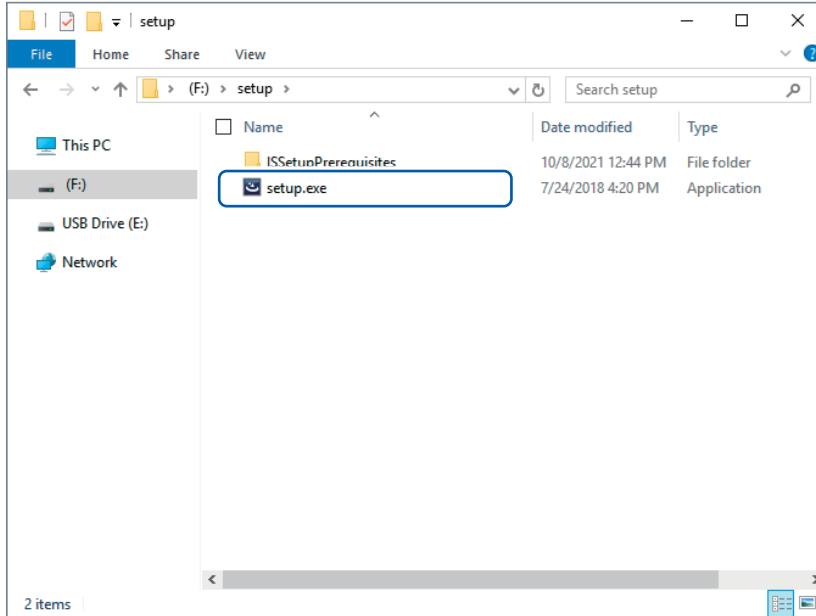 setup
File Home Share View
(F:) setup Search setup
Name Date modified Type
This PC
ISSetupPrerequisites 10/8/2021 12:44 PM File folder
(F:)
setup.exe 7/24/2018 4:20 PM Application
USB Drive (E:)
Network
2 items